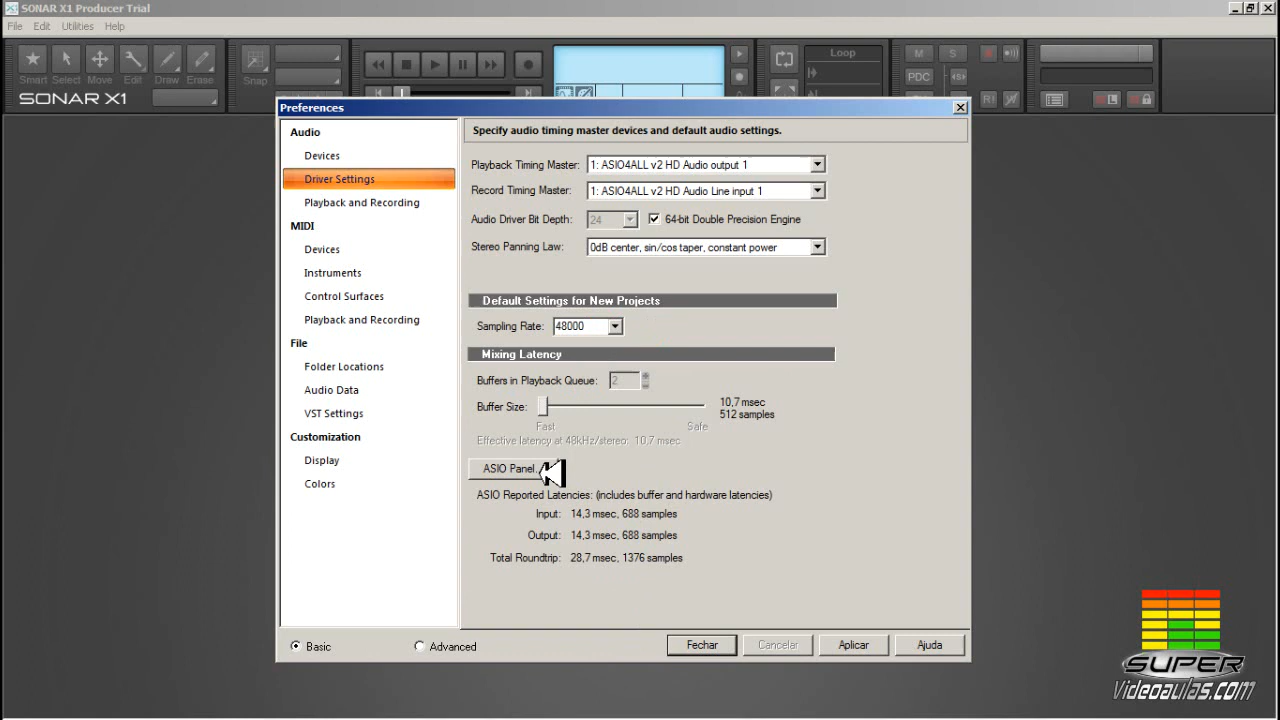 SONAR X1 Producer Trial
File Edit Utilities Help
Smart Select Move Edit Draw Erase Snap
SONAR X1
Loop
M S
PDC
R1
L
Preferences
Audio
Devices
Driver Settings
Playback and Recording
MIDI
Devices
Instruments
Control Surfaces
Playback and Recording
File
Folder Locations
Audio Data
VST Settings
Customization
Display
Colors
Basic Advanced
Specify audio timing master devices and default audio settings.
Playback Timing Master: 1: ASIO4ALL v2 HD Audio output 1
Record Timing Master: 1: ASIO4ALL v2 HD Audio Line input 1
Audio Driver Bit Depth: 24 64-bit Double Precision Engine
Stereo Panning Law: 0dB center, sin/cos taper, constant power
Default Settings for New Projects
Sampling Rate: 48000
Mixing Latency
Buffers in Playback Queue: 2
Buffer Size: 10,7 msec
512 samples
Fast Safe
Effective latency at 48kHz/stereo: 10,7 msec
ASIO Panel...
ASIO Reported Latencies: (includes buffer and hardware latencies)
Input: 14,3 msec, 688 samples
Output: 14,3 msec, 688 samples
Total Roundtrip: 28,7 msec, 1376 samples
Fechar Cancelar Aplicar Ajuda
SUPER
Videoaulas.com